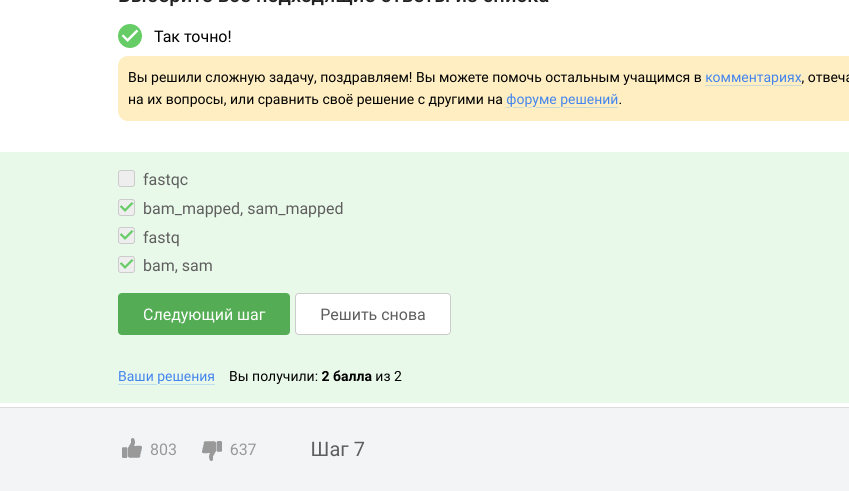 Выберите все подходящие ответы из списка
Так точно!
Вы решили сложную задачу, поздравляем! Вы можете помочь остальным учащимся в комментариях, отвеча
на их вопросы, или сравнить своё решение с другими на форуме решений.
fastqc
bam_mapped, sam_mapped
fastq
bam, sam
Следующий шаг Решить снова
Ваши решения Вы получили: 2 балла из 2
803 637 Шаг 7